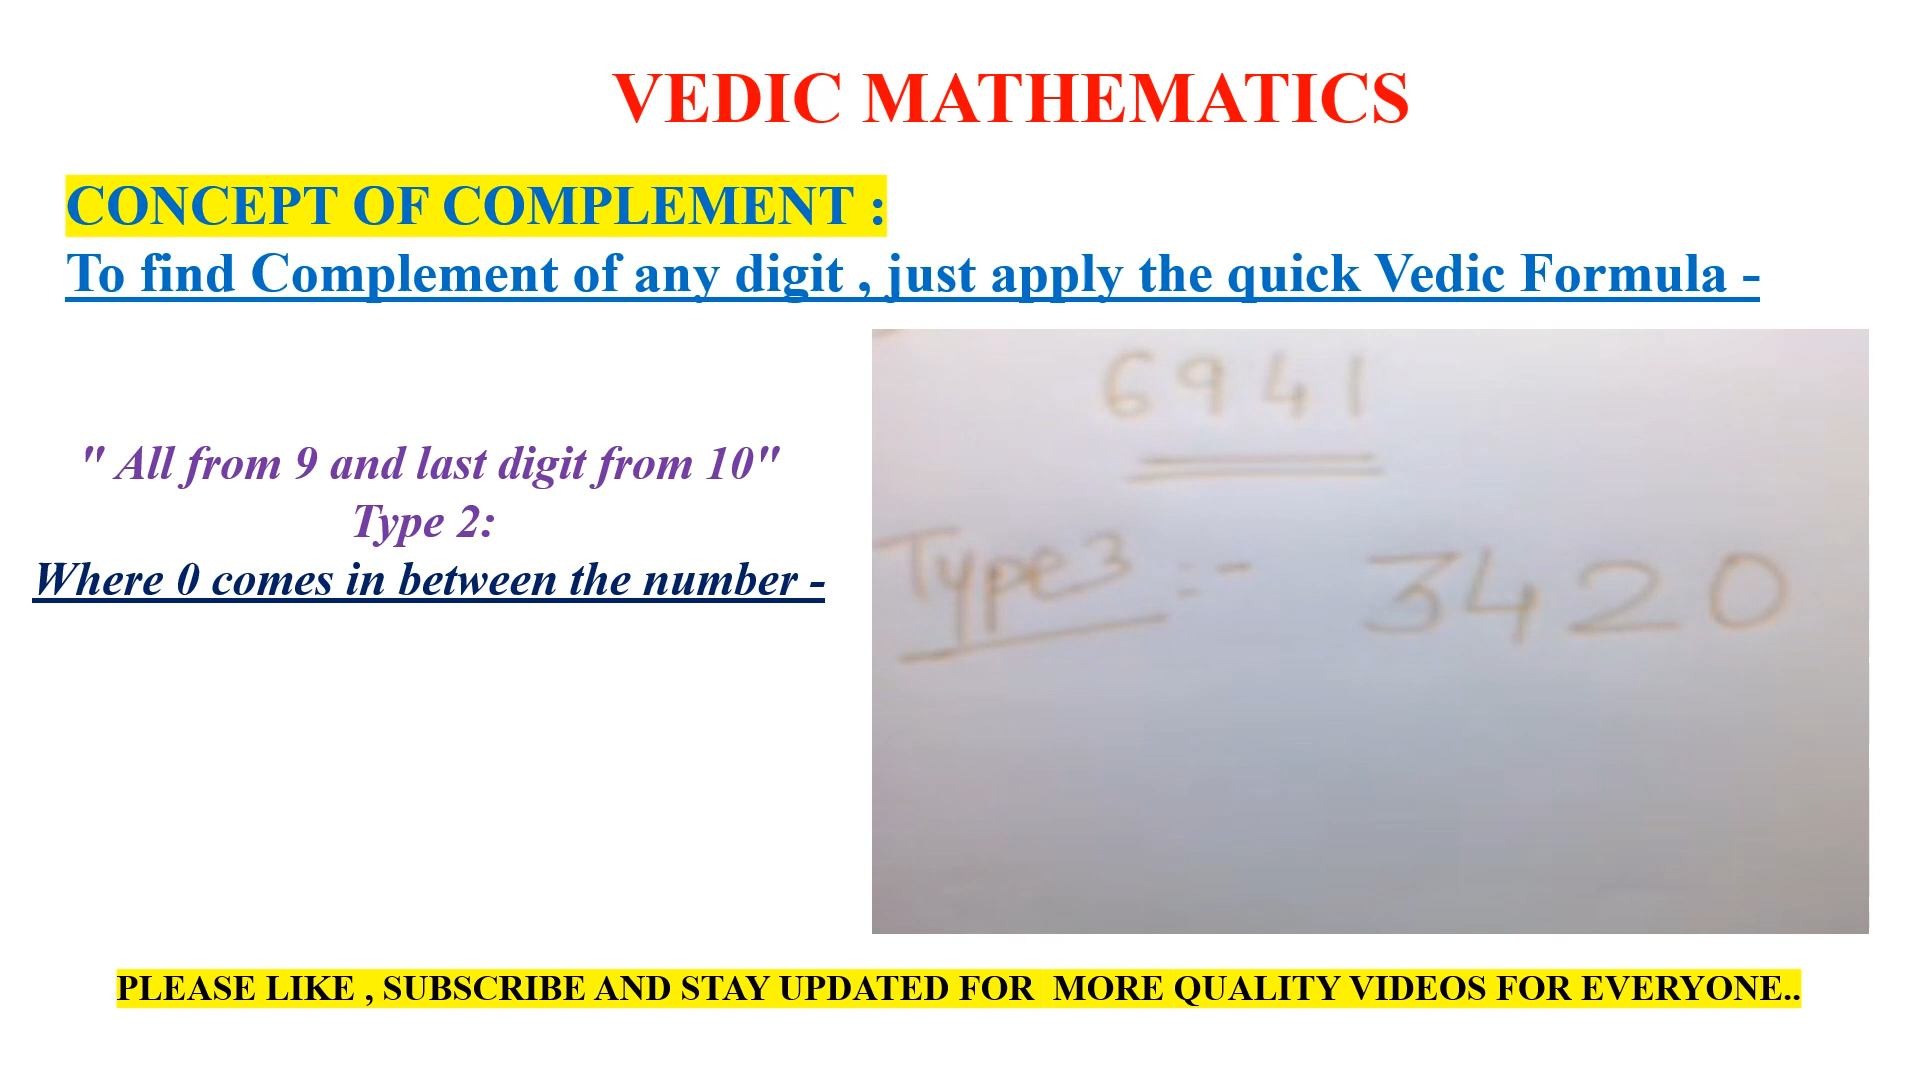 VEDIC MATHEMATICS
CONCEPT OF COMPLEMENT :
To find Complement of any digit , just apply the quick Vedic Formula -
" All from 9 and last digit from 10"
Type 2:
Where 0 comes in between the number -
6941
Type 3 :- 3420
PLEASE LIKE , SUBSCRIBE AND STAY UPDATED FOR MORE QUALITY VIDEOS FOR EVERYONE..